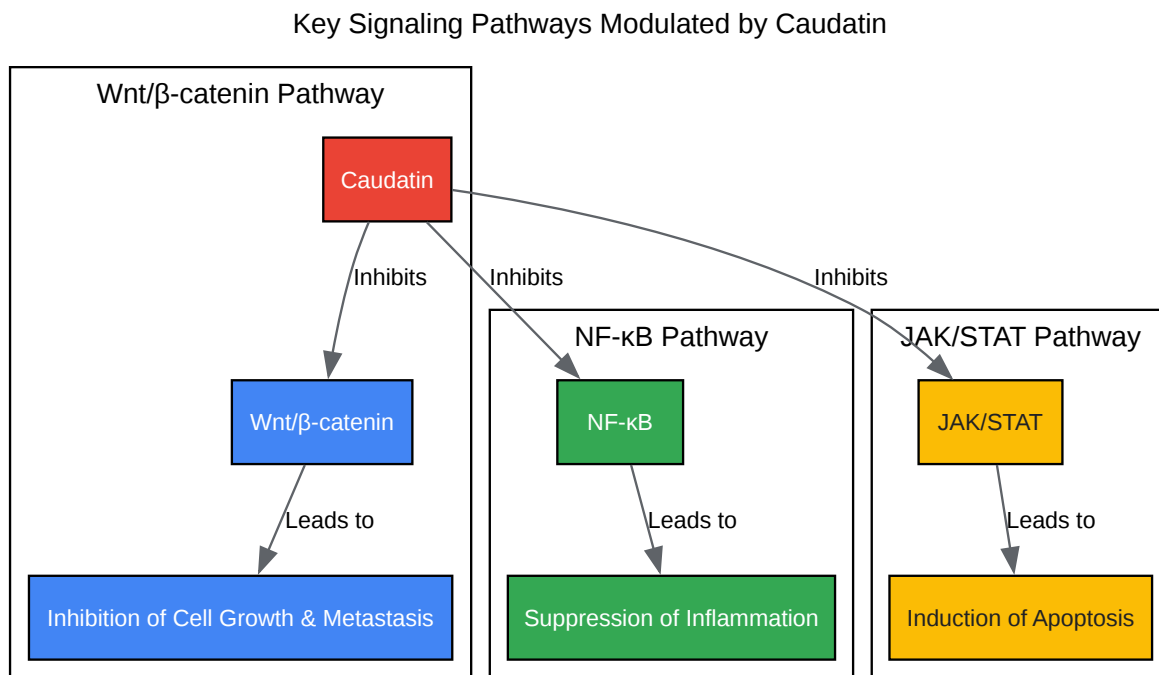 Key Signaling Pathways Modulated by Caudatin
Wnt/β-catenin Pathway
Caudatin
Inhibits
Inhibits
Inhibits
NF-κB Pathway
JAK/STAT Pathway
Wnt/β-catenin
NF-κB
JAK/STAT
Leads to
Leads to
Leads to
Inhibition of Cell Growth & Metastasis
Suppression of Inflammation
Induction of Apoptosis